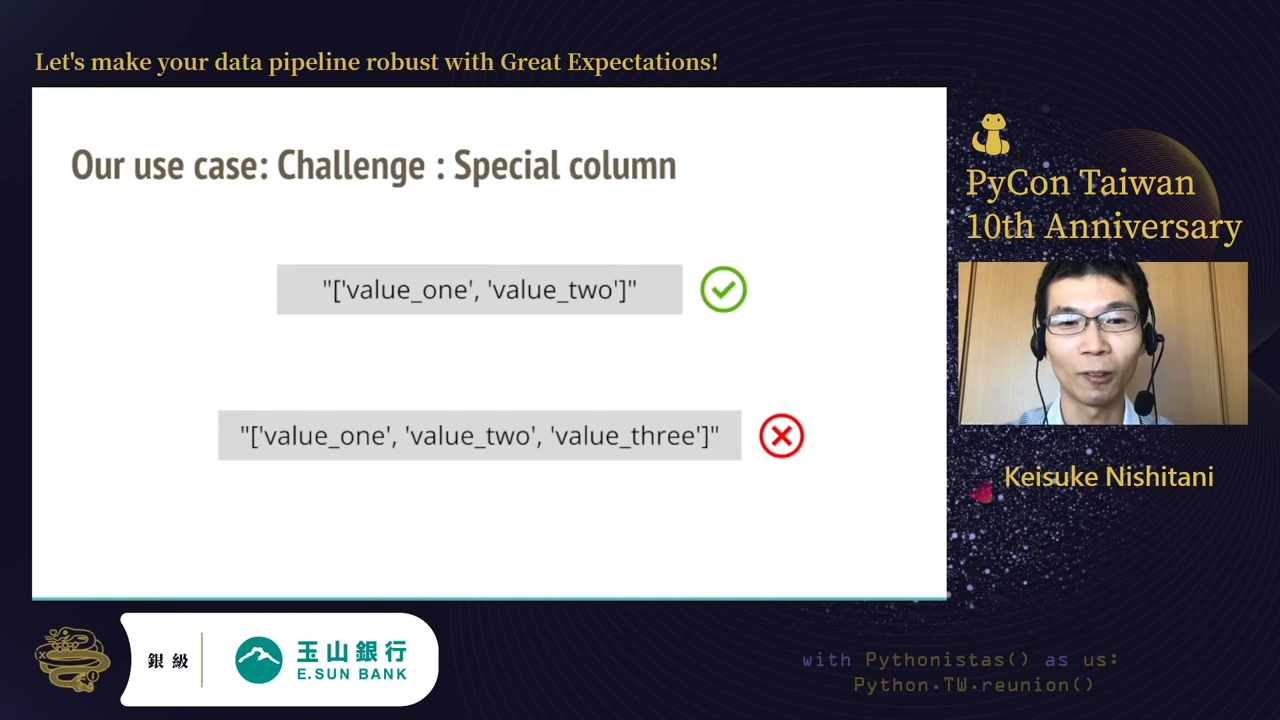 Let's make your data pipeline robust with Great Expectations!
Our use case: Challenge : Special column
"['value_one', 'value_two']"
"['value_one', 'value_two', 'value_three']"
PyCon Taiwan
10th Anniversary
Keisuke Nishitani
銀級
玉山銀行
E.SUN BANK
with Pythonistas() as us:
Python.TW.reunion()